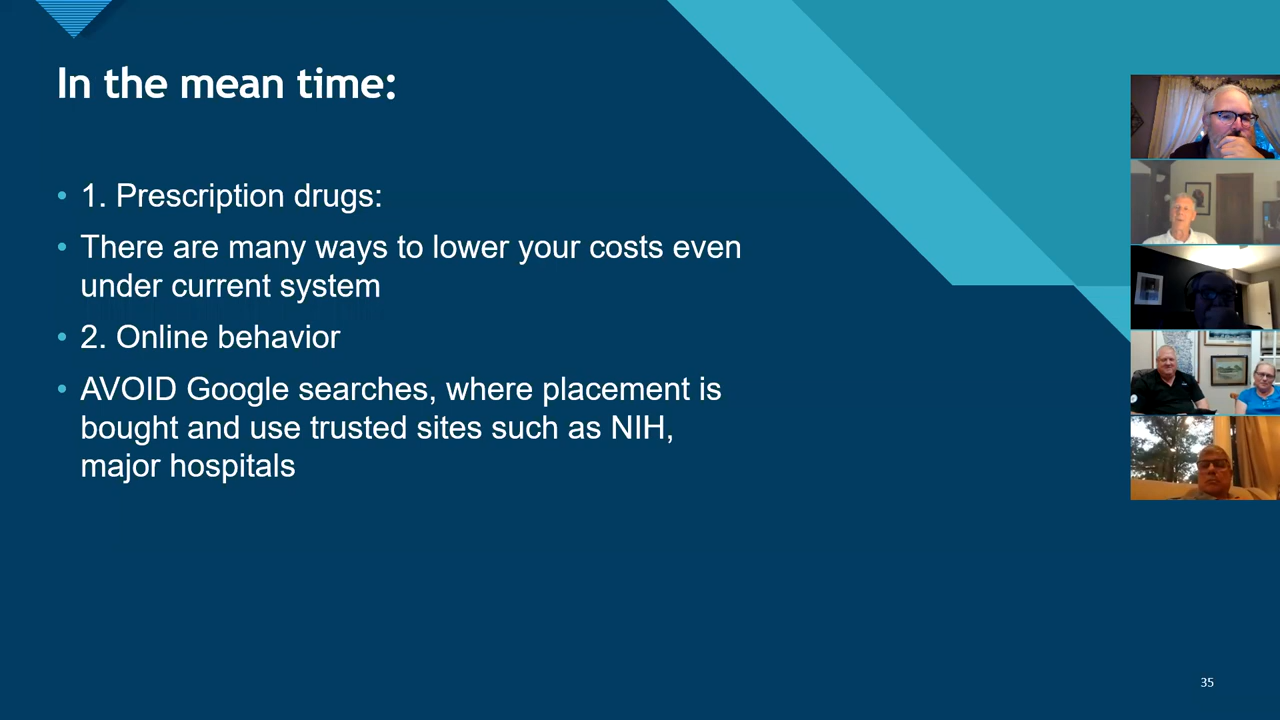 In the mean time:
• 1. Prescription drugs:
• There are many ways to lower your costs even
under current system
• 2. Online behavior
• AVOID Google searches, where placement is
bought and use trusted sites such as NIH,
major hospitals
35